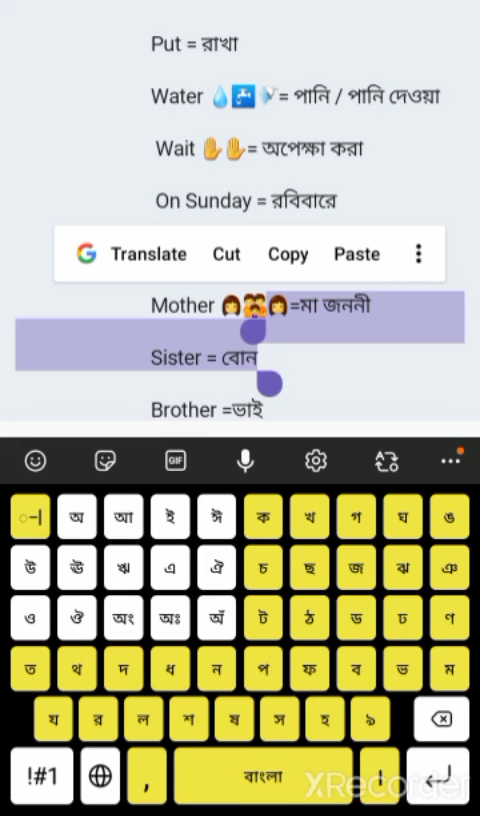 Put = রাখা
Water 💧🚰🚿= পানি / পানি দেওয়া
Wait ✋✋= অপেক্ষা করা
On Sunday = রবিবারে
Translate Cut Copy Paste
Mother 👩🙎👩=মা জননী
Sister = বোন
Brother =ভাই
GIF
অ আ ই ঈ ক খ গ ঘ ঙ
উ ঊ ঋ এ ঐ চ ছ জ ঝ ঞ
ও ঔ অং অঃ অঁ ট ঠ ড ঢ ণ
ত থ দ ধ ন প ফ ব ভ ম
য র ল শ ষ স হ ৯
!#1 , বাংলা !
XRecorder